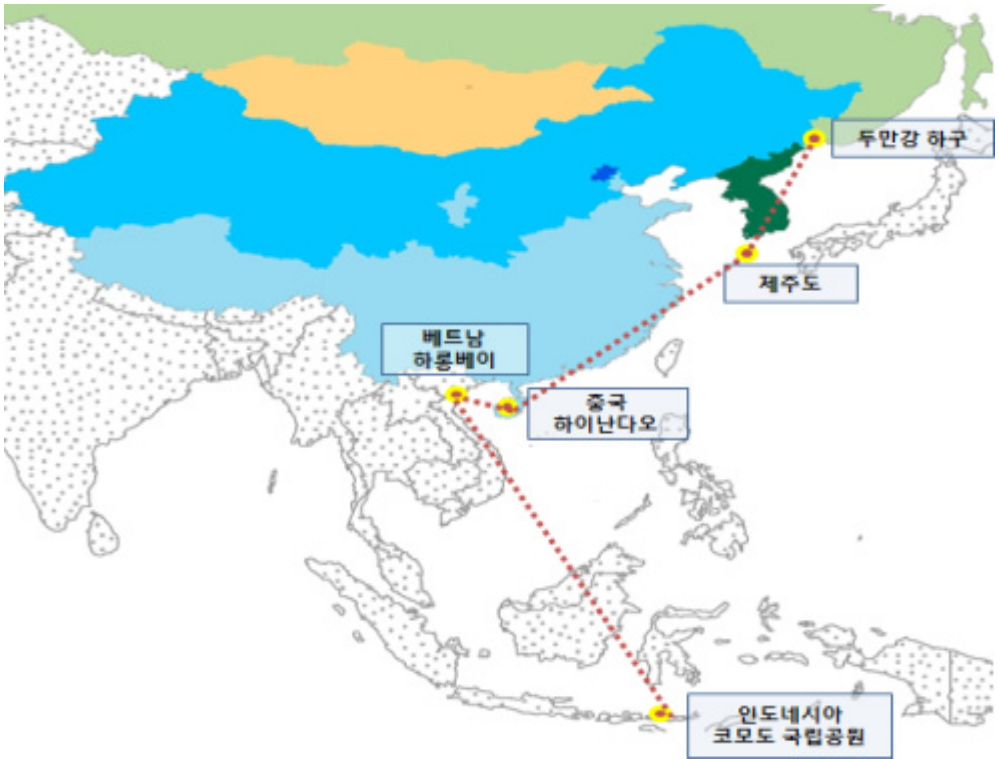 두만강 하구
제주도
베트남
하롱베이
중국
하이난다오
인도네시아
코모도 국립공원